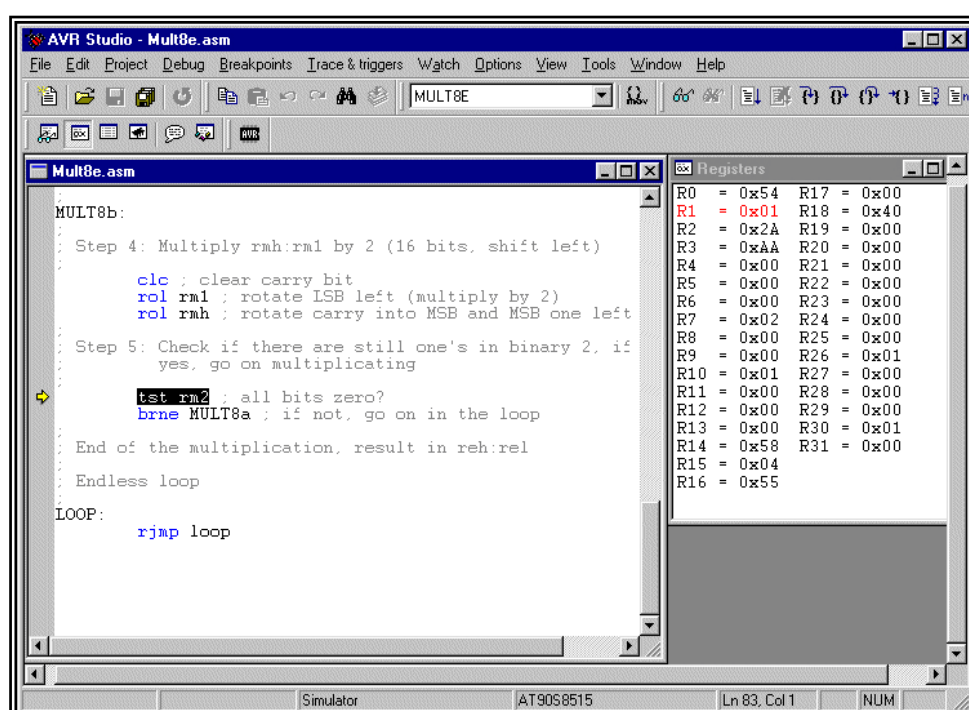 AVR Studio - Mult8e.asm
File Edit Project Debug Breakpoints Trace & triggers Watch Options View Tools Window Help
MULT8E
Mult8e.asm
;
MULT8b:
;
; Step 4: Multiply rmh:rm1 by 2 (16 bits, shift left)
;
clc ; clear carry bit
rol rm1 ; rotate LSB left (multiply by 2)
rol rmh ; rotate carry into MSB and MSB one left
;
; Step 5: Check if there are still one's in binary 2, if
; yes, go on multiplicating
;
tst rm2 ; all bits zero?
brne MULT8a ; if not, go on in the loop
;
; End of the multiplication, result in reh:rel
;
; Endless loop
;
LOOP:
rjmp loop
Registers
R0 = 0x54 R17 = 0x00
R1 = 0x01 R18 = 0x40
R2 = 0x2A R19 = 0x00
R3 = 0xAA R20 = 0x00
R4 = 0x00 R21 = 0x00
R5 = 0x00 R22 = 0x00
R6 = 0x00 R23 = 0x00
R7 = 0x02 R24 = 0x00
R8 = 0x00 R25 = 0x00
R9 = 0x00 R26 = 0x01
R10 = 0x01 R27 = 0x00
R11 = 0x00 R28 = 0x00
R12 = 0x00 R29 = 0x00
R13 = 0x00 R30 = 0x01
R14 = 0x58 R31 = 0x00
R15 = 0x04
R16 = 0x55
Simulator AT90S8515 Ln 83, Col 1 NUM